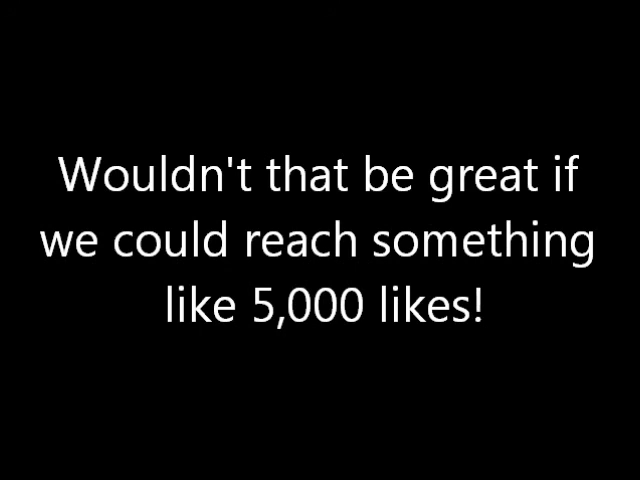 Wouldn't that be great if
we could reach something
like 5,000 likes!